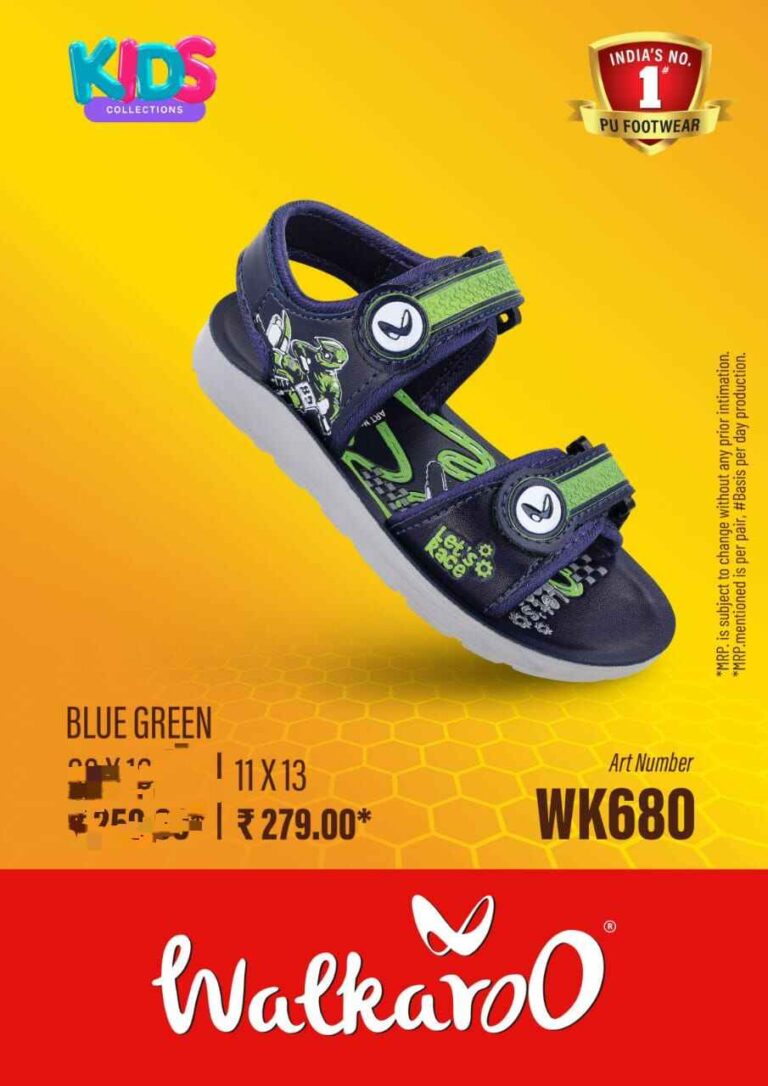 KIDS
COLLECTIONS
INDIA'S NO.
1#
PU FOOTWEAR
ART N
Let's
Race
*MRP. is subject to change without any prior intimation.
*MRP.mentioned is per pair, #Basis per day production.
BLUE GREEN
11 X 13
₹ 279.00*
Art Number
WK680
Walkaroo®